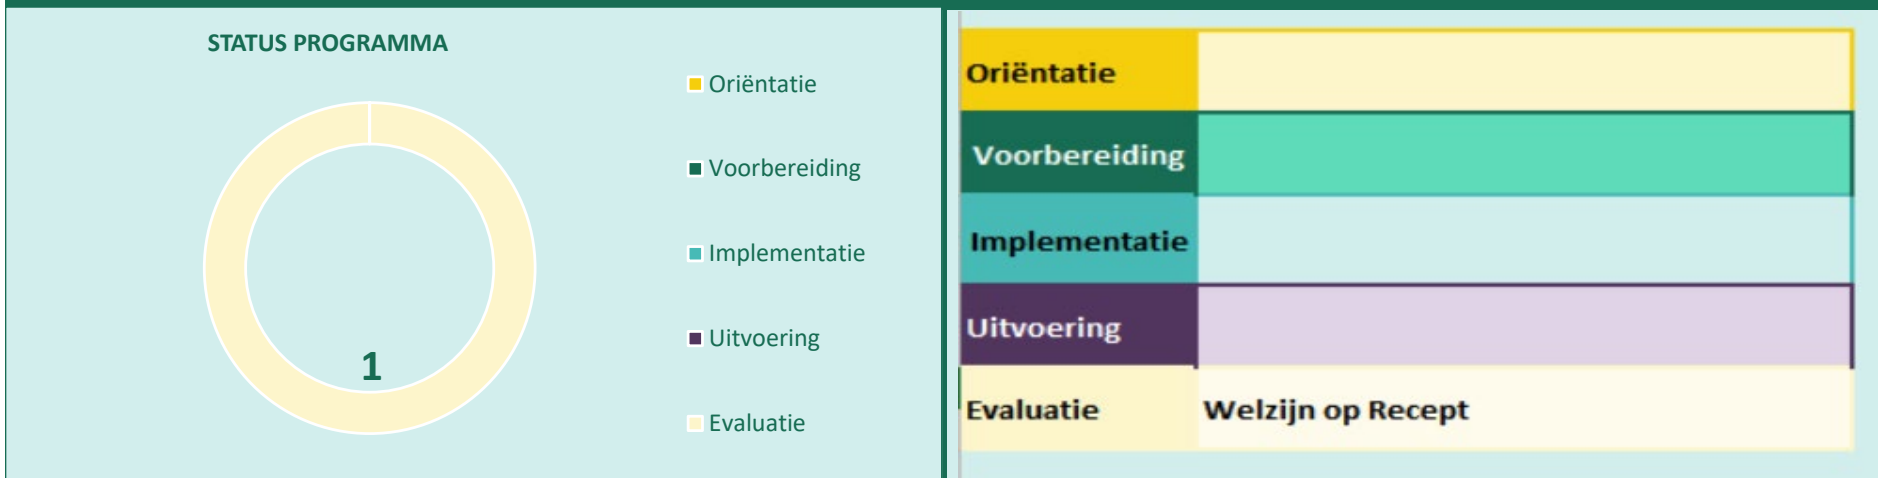 STATUS PROGRAMMA
Oriëntatie
Voorbereiding
Implementatie
Uitvoering
Evaluatie
1
Oriëntatie
Voorbereiding
Implementatie
Uitvoering
Evaluatie Welzijn op Recept